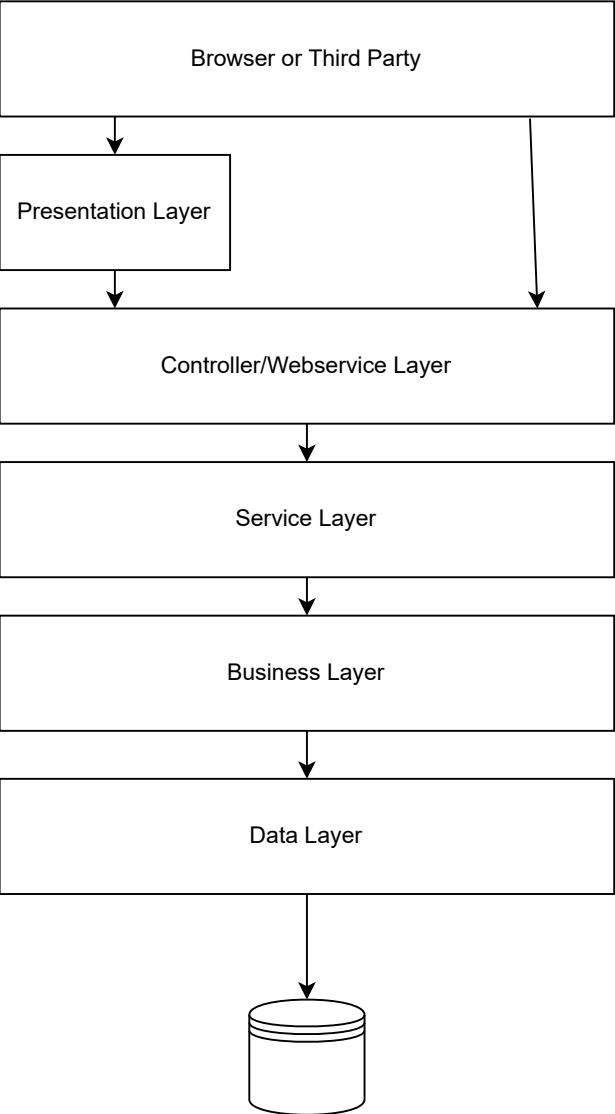 Browser or Third Party
Presentation Layer
Controller/Webservice Layer
Service Layer
Business Layer
Data Layer